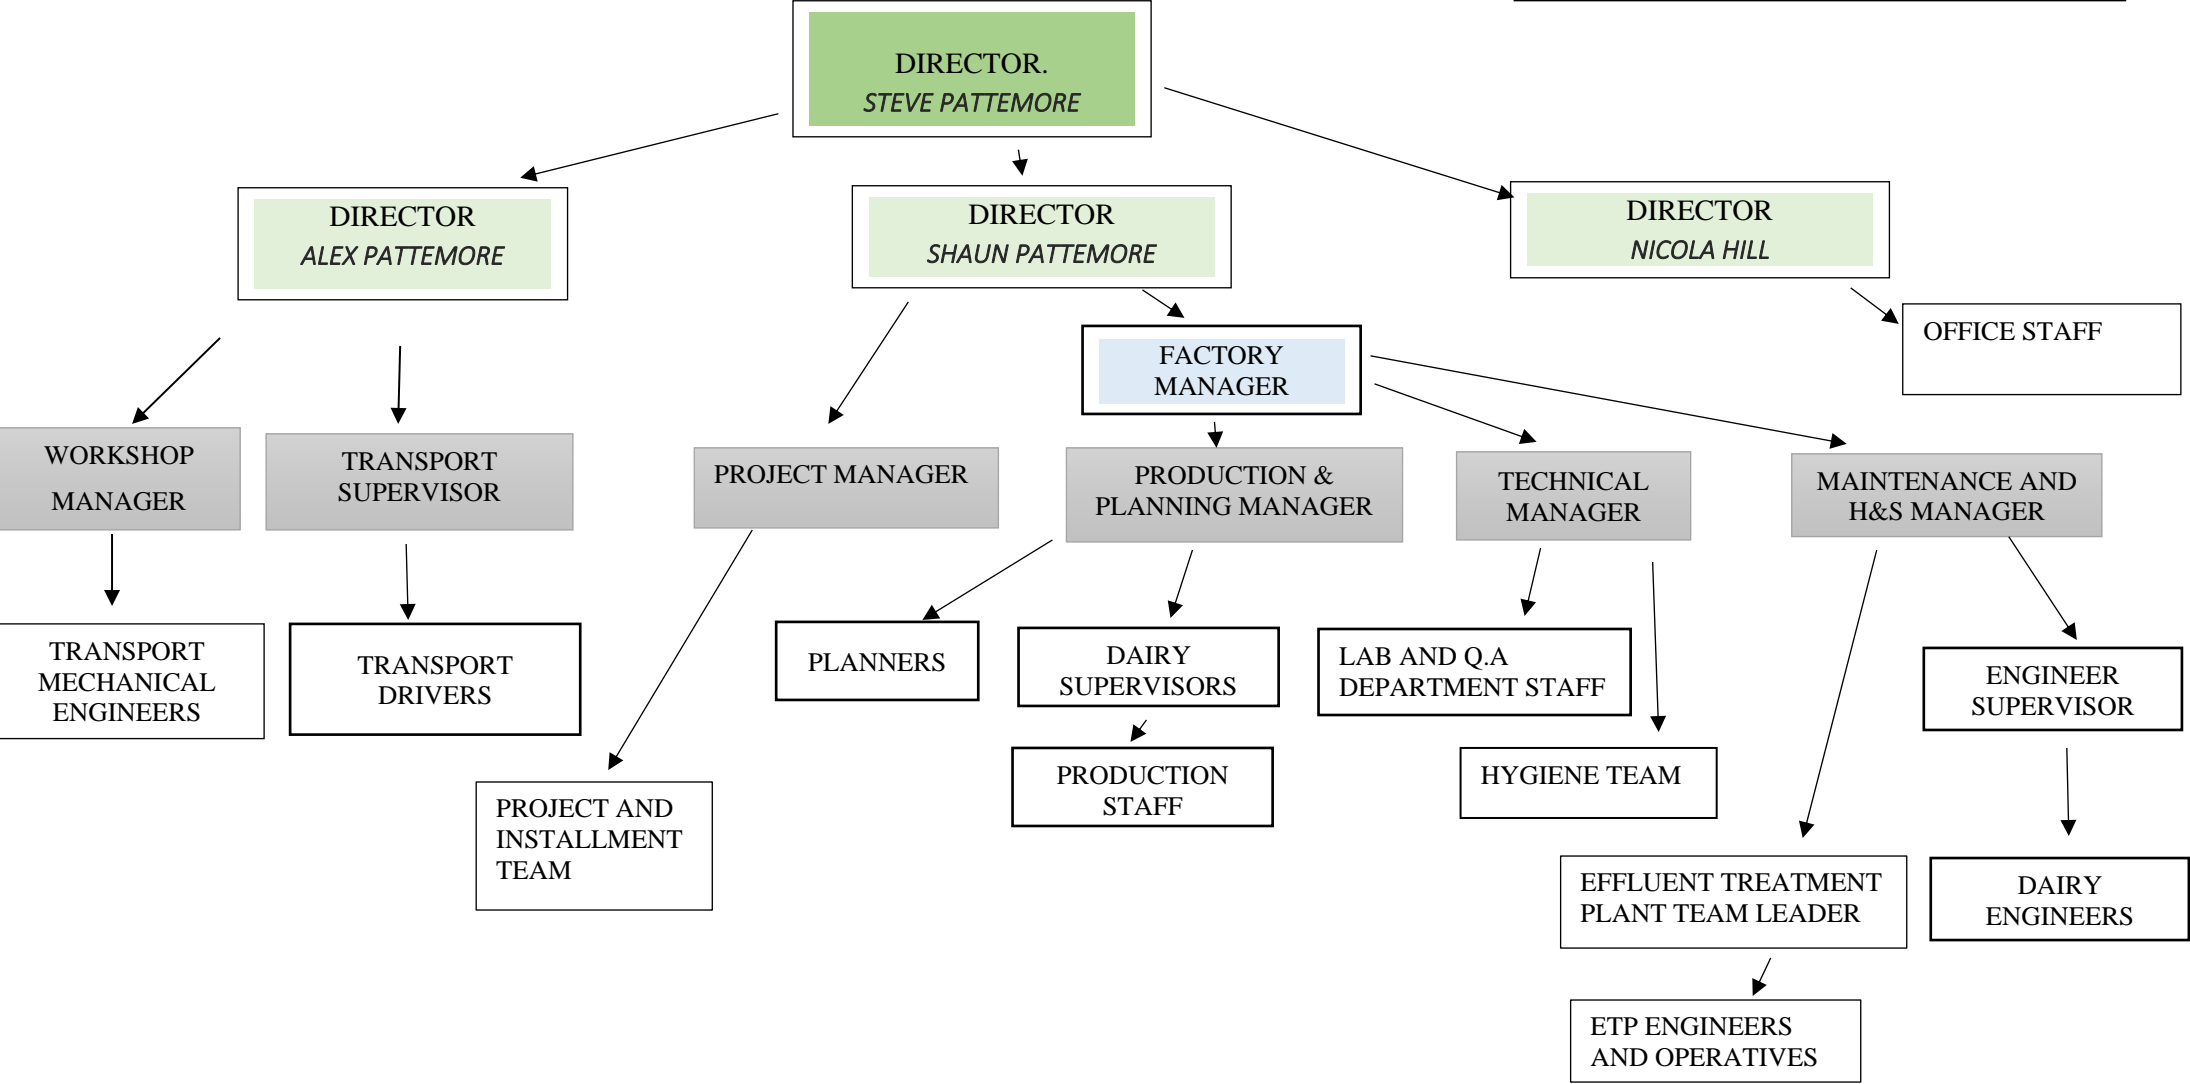 DIRECTOR.
STEVE PATTEMORE
DIRECTOR
ALEX PATTEMORE
DIRECTOR
SHAUN PATTEMORE
DIRECTOR
NICOLA HILL
OFFICE STAFF
FACTORY
MANAGER
WORKSHOP
MANAGER
TRANSPORT
SUPERVISOR
PROJECT MANAGER
PRODUCTION &
PLANNING MANAGER
TECHNICAL
MANAGER
MAINTENANCE AND
H&S MANAGER
TRANSPORT
MECHANICAL
ENGINEERS
TRANSPORT
DRIVERS
PLANNERS
DAIRY
SUPERVISORS
LAB AND Q.A
DEPARTMENT STAFF
ENGINEER
SUPERVISOR
PRODUCTION
STAFF
HYGIENE TEAM
PROJECT AND
INSTALLMENT
TEAM
EFFLUENT TREATMENT
PLANT TEAM LEADER
DAIRY
ENGINEERS
ETP ENGINEERS
AND OPERATIVES